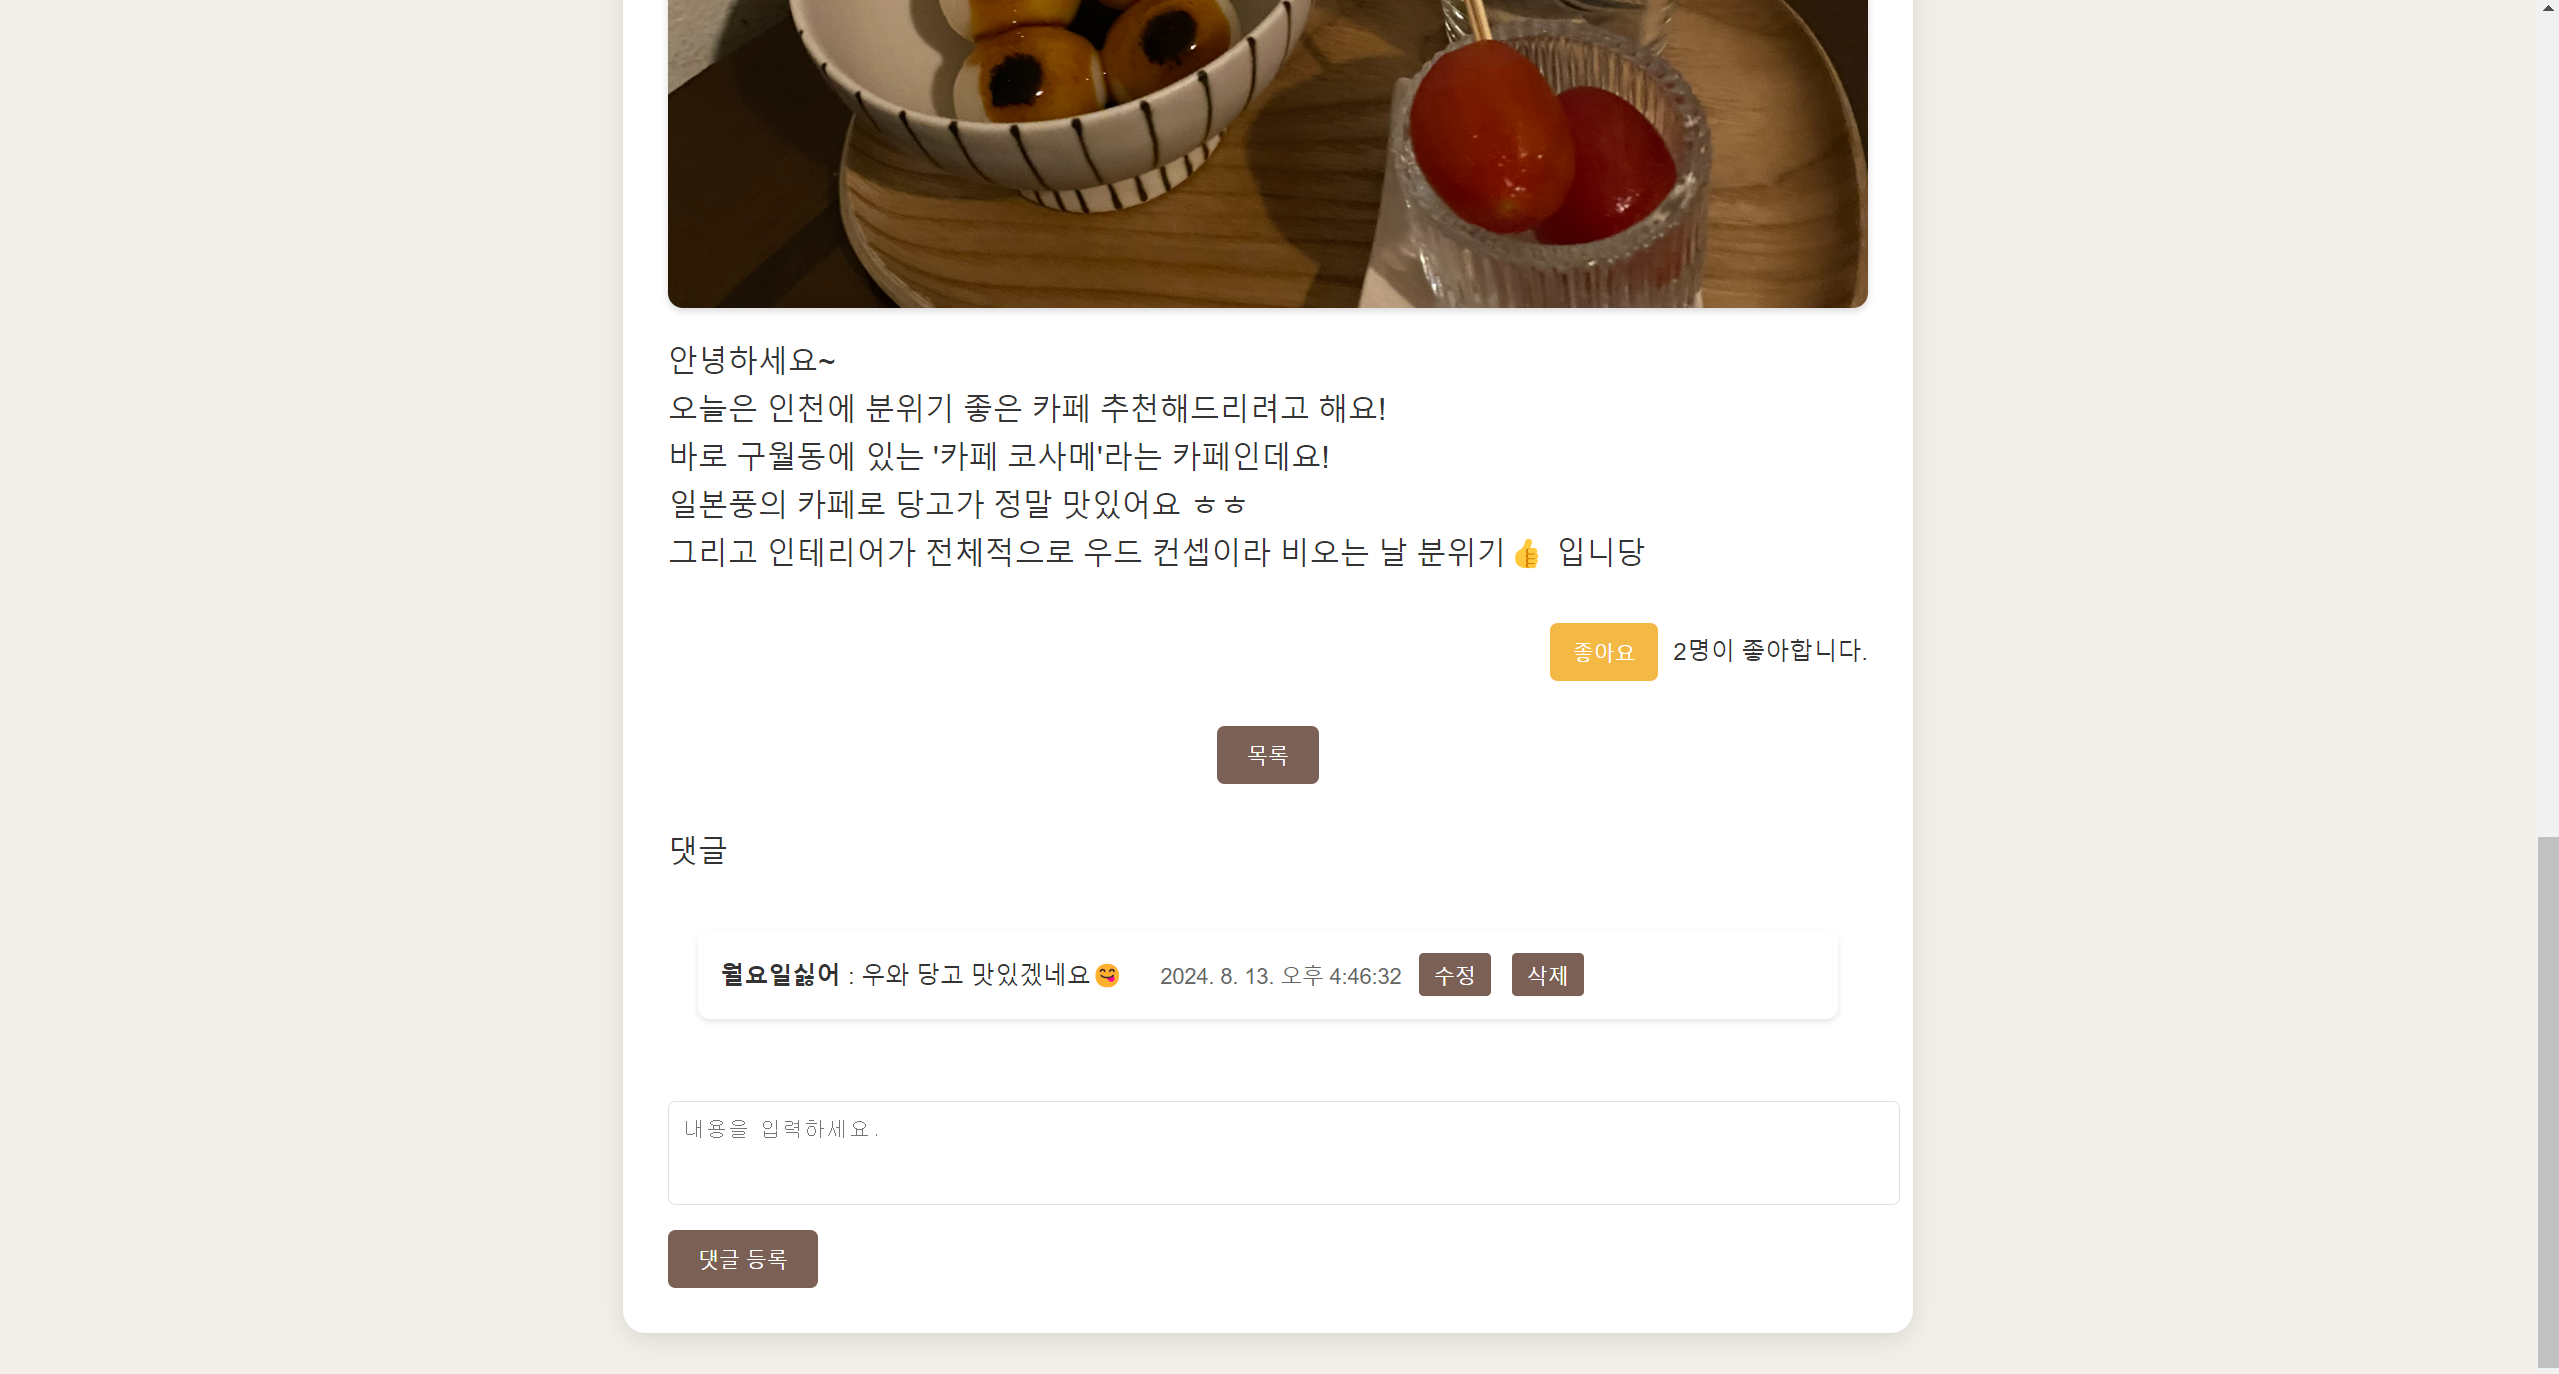 안녕하세요~
오늘은 인천에 분위기 좋은 카페 추천해드리려고 해요!
바로 구월동에 있는 '카페 코사메'라는 카페인데요!
일본풍의 카페로 당고가 정말 맛있어요 ㅎㅎ
그리고 인테리어가 전체적으로 우드 컨셉이라 비오는 날 분위기👍 입니당
좋아요 2명이 좋아합니다.
목록
댓글
월요일싫어 : 우와 당고 맛있겠네요😋 2024. 8. 13. 오후 4:46:32 수정 삭제
내용을 입력하세요.
댓글 등록